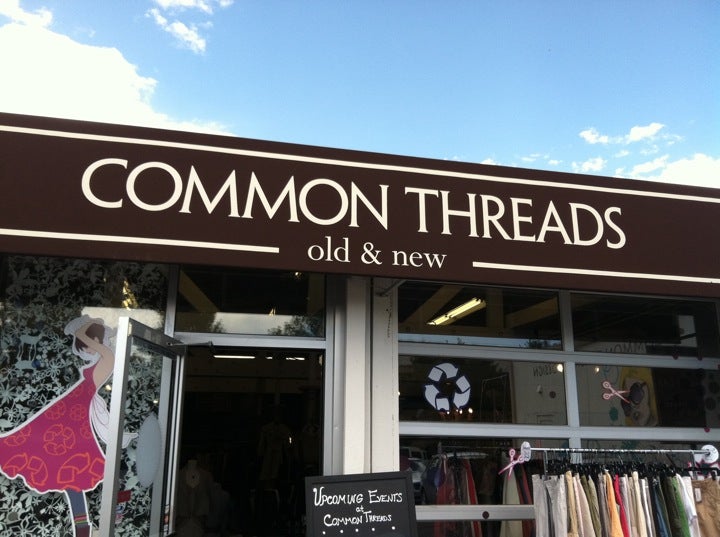 COMMON THREADS
old & new
UPCOMING EVENTS
at
COMMON THREADS